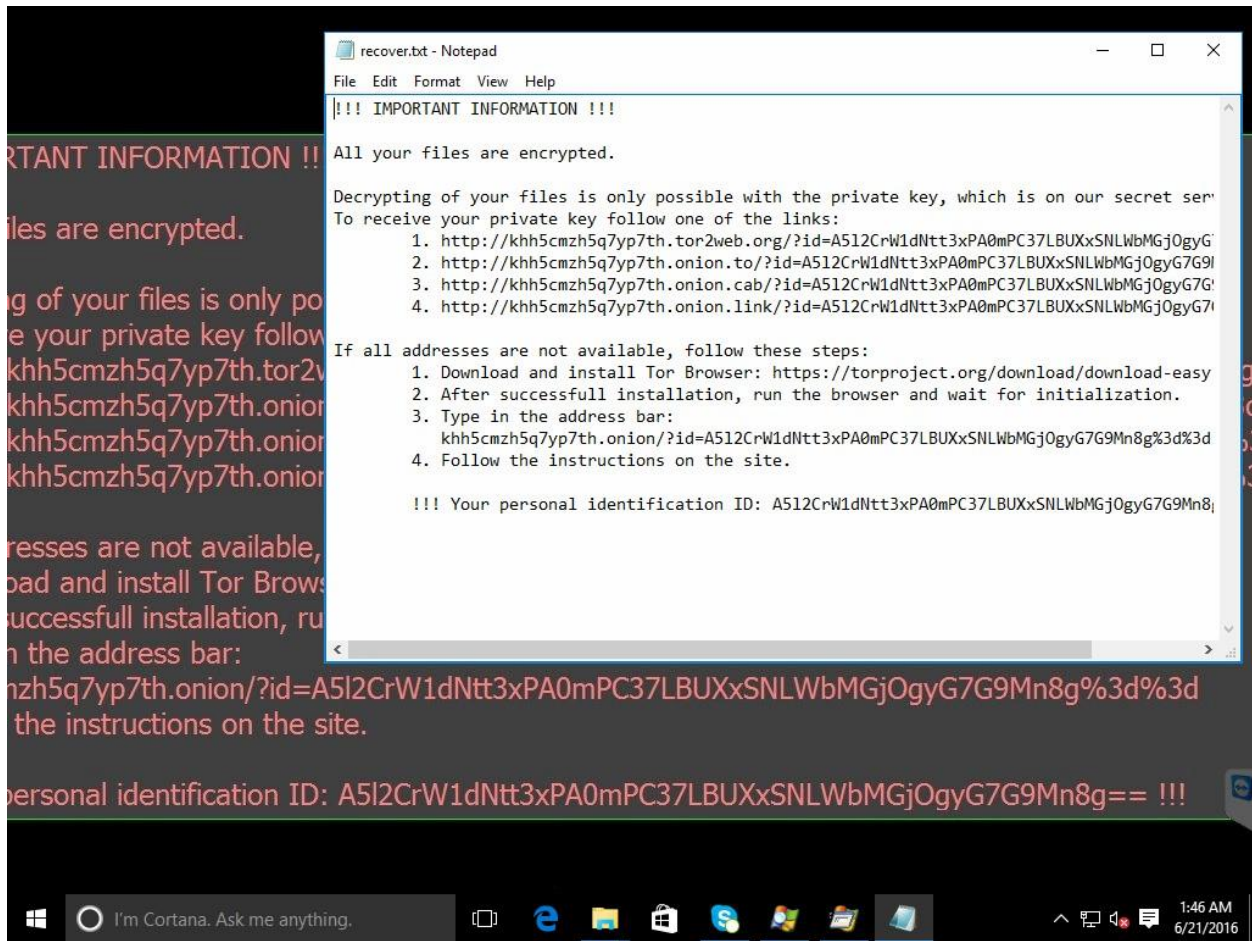 recover.txt - Notepad
File Edit Format View Help
!!! IMPORTANT INFORMATION !!!
All your files are encrypted.
Decrypting of your files is only possible with the private key, which is on our secret ser
To receive your private key follow one of the links:
1. http://khh5cmzh5q7yp7th.tor2web.org/?id=A5l2CrW1dNtt3xPA0mPC37LBUXxSNLWbMGjOgyG
2. http://khh5cmzh5q7yp7th.onion.to/?id=A5l2CrW1dNtt3xPA0mPC37LBUXxSNLWbMGjOgyG7G9
3. http://khh5cmzh5q7yp7th.onion.cab/?id=A5l2CrW1dNtt3xPA0mPC37LBUXxSNLWbMGjOgyG7G
4. http://khh5cmzh5q7yp7th.onion.link/?id=A5l2CrW1dNtt3xPA0mPC37LBUXxSNLWbMGjOgyG7
If all addresses are not available, follow these steps:
1. Download and install Tor Browser: https://torproject.org/download/download-easy
2. After successfull installation, run the browser and wait for initialization.
3. Type in the address bar:
khh5cmzh5q7yp7th.onion/?id=A5l2CrW1dNtt3xPA0mPC37LBUXxSNLWbMGjOgyG7G9Mn8g%3d%3d
4. Follow the instructions on the site.
!!! Your personal identification ID: A5l2CrW1dNtt3xPA0mPC37LBUXxSNLWbMGjOgyG7G9Mn8
RTANT INFORMATION !!
iles are encrypted.
g of your files is only po
e your private key follow
khh5cmzh5q7yp7th.tor2
khh5cmzh5q7yp7th.onior
khh5cmzh5q7yp7th.onior
khh5cmzh5q7yp7th.onior
resses are not available,
oad and install Tor Brows
successfull installation, ru
n the address bar:
nzh5q7yp7th.onion/?id=A5l2CrW1dNtt3xPA0mPC37LBUXxSNLWbMGjOgyG7G9Mn8g%3d%3d
the instructions on the site.
personal identification ID: A5l2CrW1dNtt3xPA0mPC37LBUXxSNLWbMGjOgyG7G9Mn8g== !!!
I'm Cortana. Ask me anything.
1:46 AM
6/21/2016